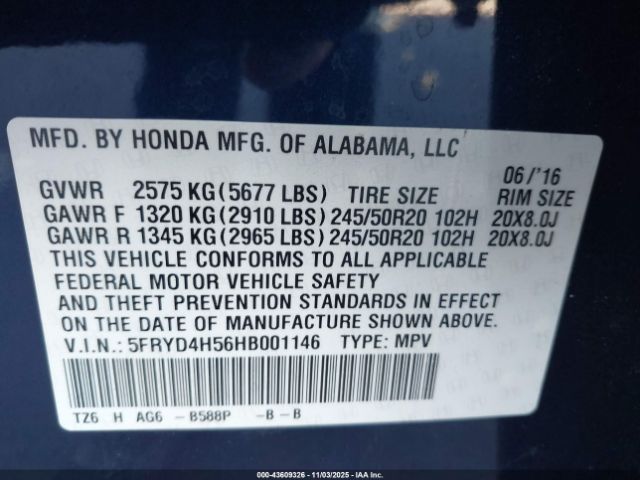 MFD. BY HONDA MFG. OF ALABAMA, LLC
06/'16
GVWR 2575 KG (5677 LBS) TIRE SIZE RIM SIZE
GAWR F 1320 KG (2910 LBS) 245/50R20 102H 20X8.0J
GAWR R 1345 KG (2965 LBS) 245/50R20 102H 20X8.0J
THIS VEHICLE CONFORMS TO ALL APPLICABLE
FEDERAL MOTOR VEHICLE SAFETY
AND THEFT PREVENTION STANDARDS IN EFFECT
ON THE DATE OF MANUFACTURE SHOWN ABOVE.
V.I.N.: 5FRYD4H56HB001146 TYPE: MPV
TZ6 H AG6 -B588P -B-B
000-43609326 - 11/03/2025 - IAA Inc.